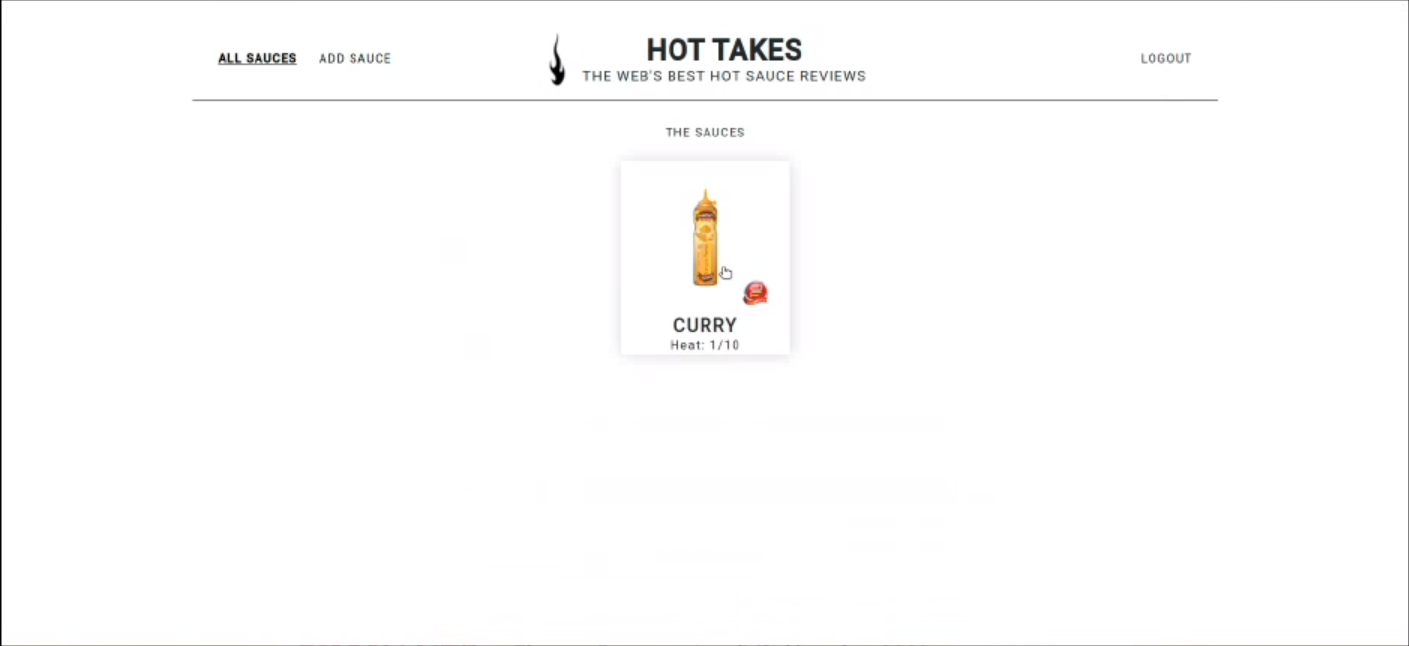 ALL SAUCES
ADD SAUCE
HOT TAKES
THE WEB'S BEST HOT SAUCE REVIEWS
LOGOUT
THE SAUCES
CURRY
Heat: 1/10